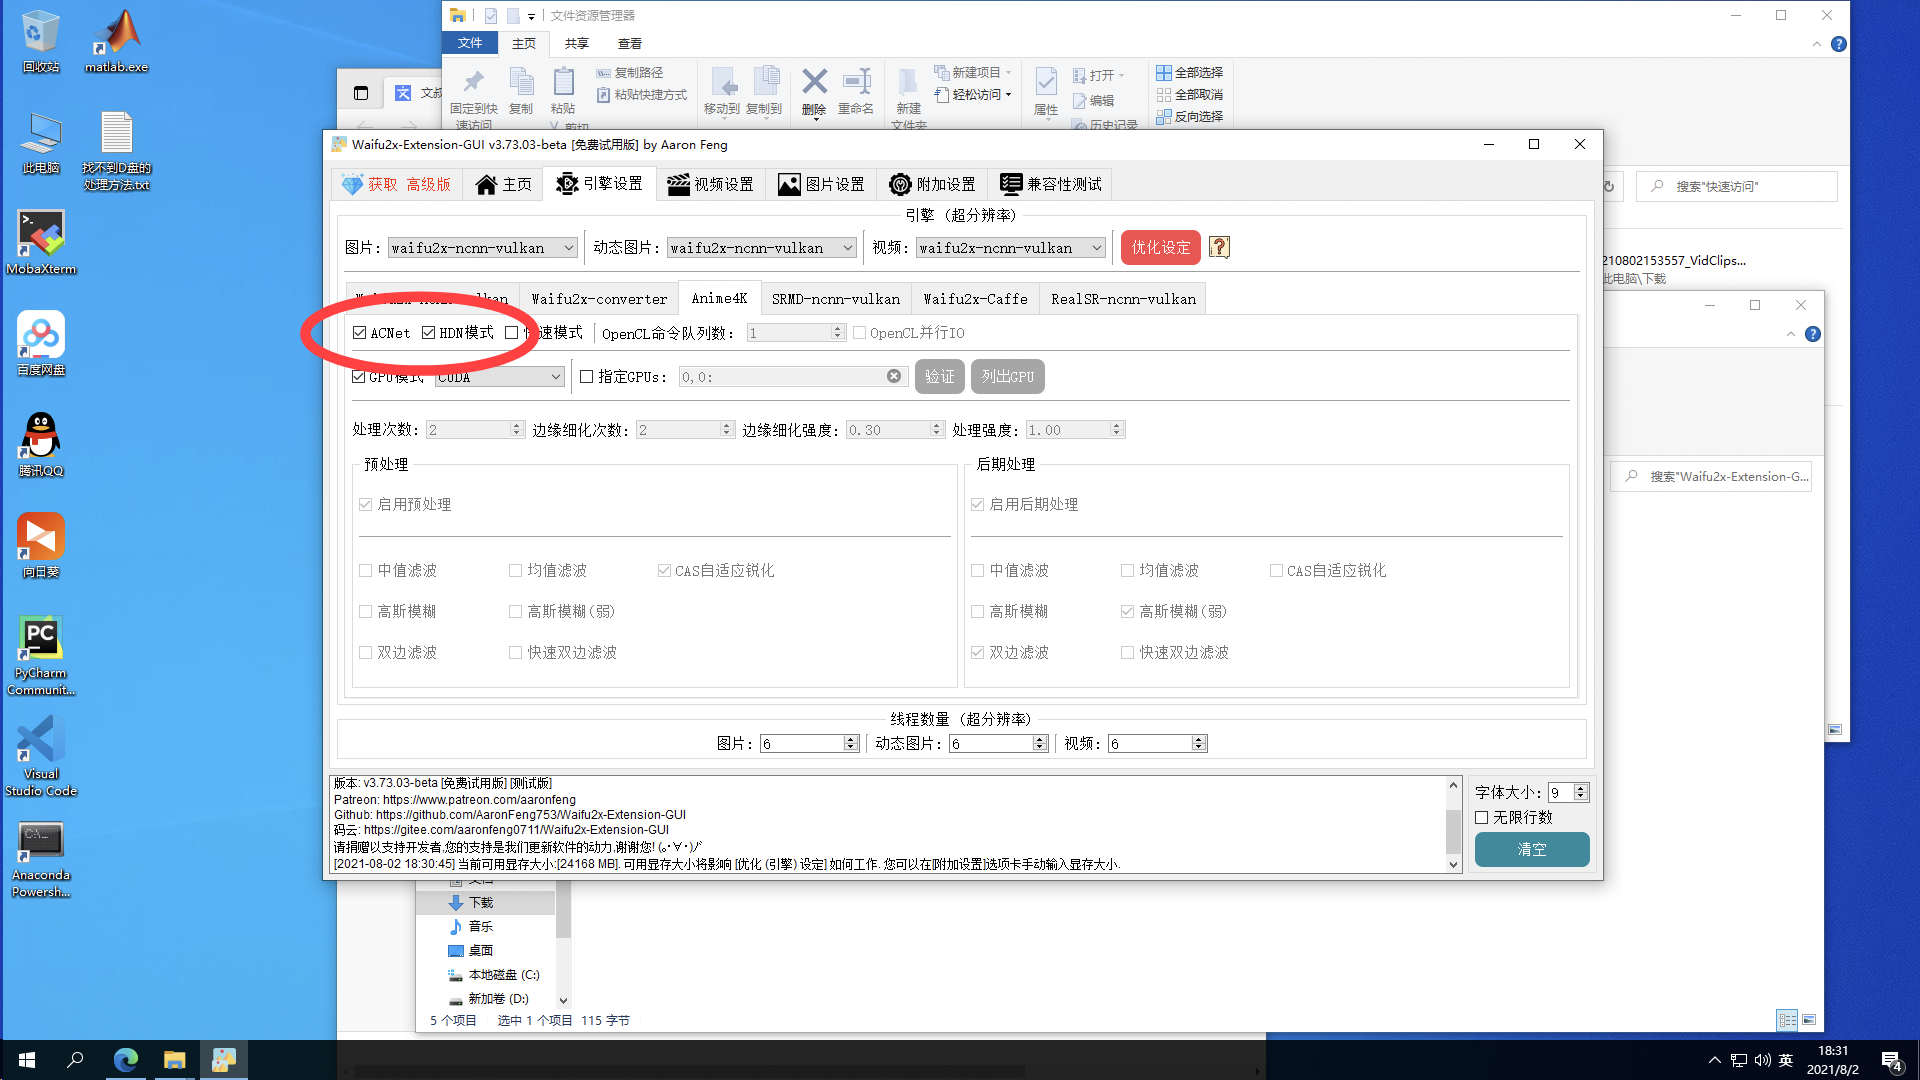 回收站
matlab.exe
此电脑
找不到D盘的
处理方法.txt
MobaXterm
百度网盘
腾讯QQ
向日葵
PyCharm
Communit...
Visual
Studio Code
Anaconda
Powersh...
文件资源管理器
文件 主页 共享 查看
固定到快
速访问
复制
粘贴
复制路径
粘贴快捷方式
剪切
移动到 复制到 删除 重命名
新建
文件夹
新建项目
轻松访问
属性
打开
编辑
历史记录
全部选择
全部取消
反向选择
搜索"快速访问"
210802153557_VidClips...
此电脑\下载
搜索"Waifu2x-Extension-G...
Waifu2x-Extension-GUI v3.73.03-beta [免费试用版] by Aaron Feng
获取 高级版 主页 引擎设置 视频设置 图片设置 附加设置 兼容性测试
引擎 (超分辨率)
图片: waifu2x-ncnn-vulkan 动态图片: waifu2x-ncnn-vulkan 视频: waifu2x-ncnn-vulkan 优化设定
Waifu2x-ncnn-vulkan Waifu2x-converter Anime4K SRMD-ncnn-vulkan Waifu2x-Caffe RealSR-ncnn-vulkan
ACNet HDN模式 快速模式 OpenCL命令队列数: 1 OpenCL并行IO
GPU模式 CUDA 指定GPUs: 0,0: 验证 列出GPU
处理次数: 2 边缘细化次数: 2 边缘细化强度: 0.30 处理强度: 1.00
预处理
启用预处理
中值滤波 均值滤波 CAS自适应锐化
高斯模糊 高斯模糊(弱)
双边滤波 快速双边滤波
后期处理
启用后期处理
中值滤波 均值滤波 CAS自适应锐化
高斯模糊 高斯模糊(弱)
双边滤波 快速双边滤波
线程数量 (超分辨率)
图片: 6 动态图片: 6 视频: 6
版本: v3.73.03-beta [免费试用版] [测试版]
Patreon: https://www.patreon.com/aaronfeng
Github: https://github.com/AaronFeng753/Waifu2x-Extension-GUI
码云: https://gitee.com/aaronfeng0711/Waifu2x-Extension-GUI
请捐赠以支持开发者,您的支持是我们更新软件的动力,谢谢您! (｡･∀･)ﾉﾞ
[2021-08-02 18:30:45] 当前可用显存大小:[24168 MB]. 可用显存大小将影响 [优化 (引擎) 设定] 如何工作. 您可以在[附加设置]选项卡手动输入显存大小.
字体大小: 9
无限行数
清空
下载
音乐
桌面
本地磁盘 (C:)
新加卷 (D:)
5 个项目 选中 1 个项目 115 字节
英
18:31
2021/8/2
4